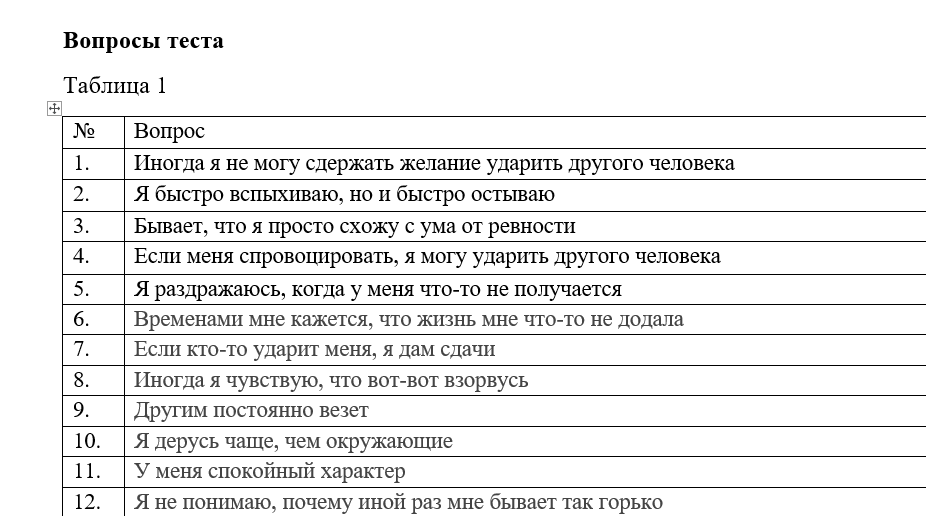 Вопросы теста
Таблица 1
№ Вопрос
1. Иногда я не могу сдержать желание ударить другого человека
2. Я быстро вспыхиваю, но и быстро остываю
3. Бывает, что я просто схожу с ума от ревности
4. Если меня спровоцировать, я могу ударить другого человека
5. Я раздражаюсь, когда у меня что-то не получается
6. Временами мне кажется, что жизнь мне что-то не додала
7. Если кто-то ударит меня, я дам сдачи
8. Иногда я чувствую, что вот-вот взорвусь
9. Другим постоянно везет
10. Я дерусь чаще, чем окружающие
11. У меня спокойный характер
12. Я не понимаю, почему иной раз мне бывает так горько